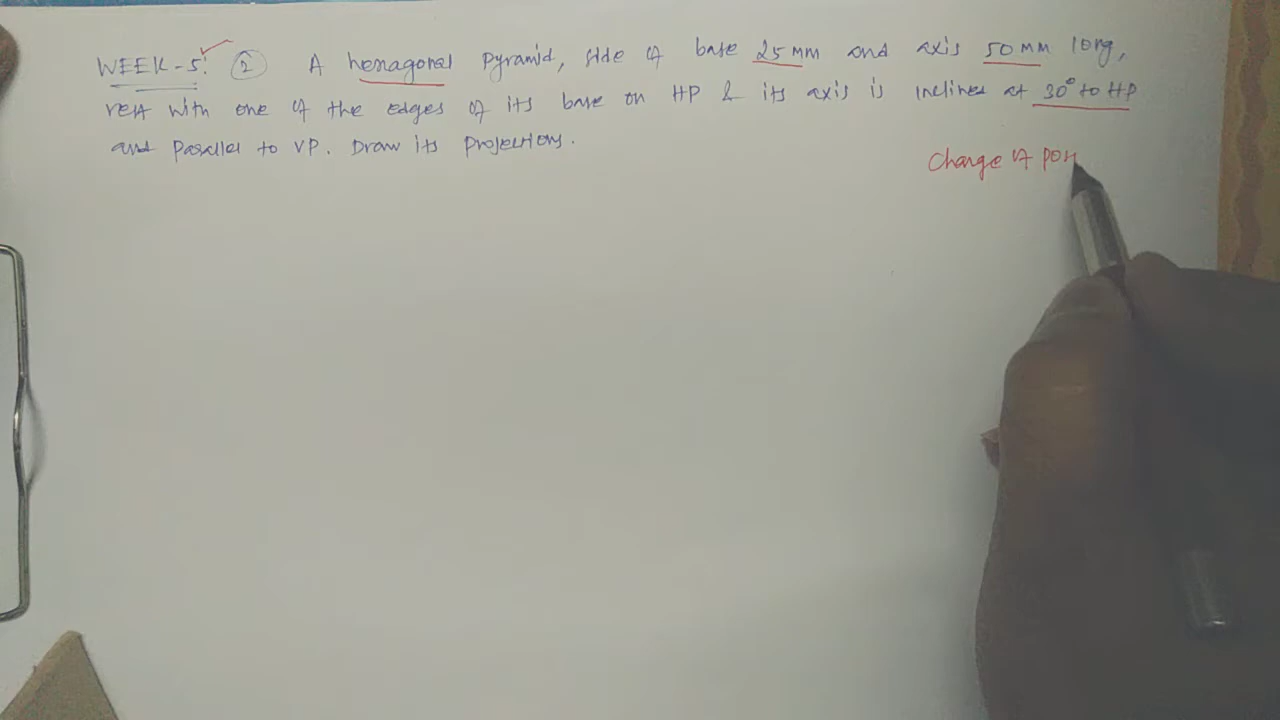 WEEK-5: ② A hexagonal pyramid, side of base 25 mm and axis 50 mm long,
rest with one of the edges of its base on HP & its axis is inclined at 30° to HP
and parallel to VP. Draw its projections.
Change of posi